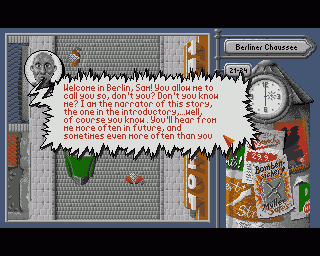 Berliner Chaussee
21-24
Welcome in Berlin, Sam! You allow me to
call you so, don't you? Don't you know
me? I am the narrator of this story,
the one in the introductory,...well,
of course you know. You'll hear from
me more often in future, and
sometimes even more often than you
29.9